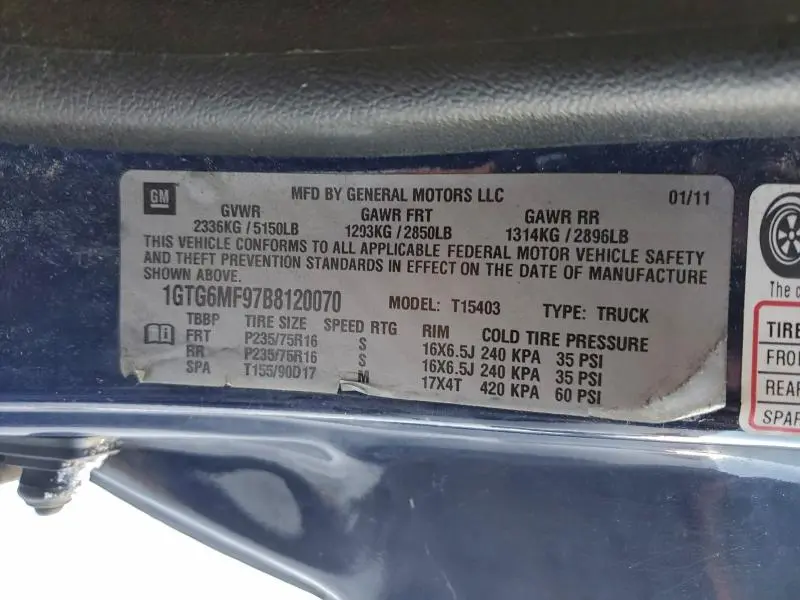 GM
MFD BY GENERAL MOTORS LLC 01/11
GVWR GAWR FRT GAWR RR
2336KG / 5150LB 1293KG / 2850LB 1314KG / 2896LB
THIS VEHICLE CONFORMS TO ALL APPLICABLE FEDERAL MOTOR VEHICLE SAFETY
AND THEFT PREVENTION STANDARDS IN EFFECT ON THE DATE OF MANUFACTURE
SHOWN ABOVE.
1GTG6MF97B8120070 MODEL: T15403 TYPE: TRUCK
TBBP TIRE SIZE SPEED RTG RIM COLD TIRE PRESSURE
FRT P235/75R16 S 16X6.5J 240 KPA 35 PSI
RR P235/75R16 S 16X6.5J 240 KPA 35 PSI
SPA T155/90D17 M 17X4T 420 KPA 60 PSI
The c
TIRE
FRO
REAR
SPAR